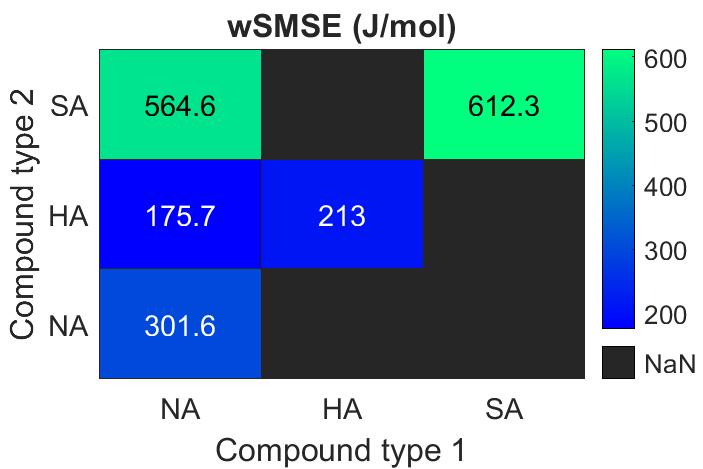 wSMSE (J/mol)
Compound type 2
SA
564.6
612.3
HA
175.7
213
NA
301.6
NA
HA
SA
Compound type 1
600
500
400
300
200
NaN